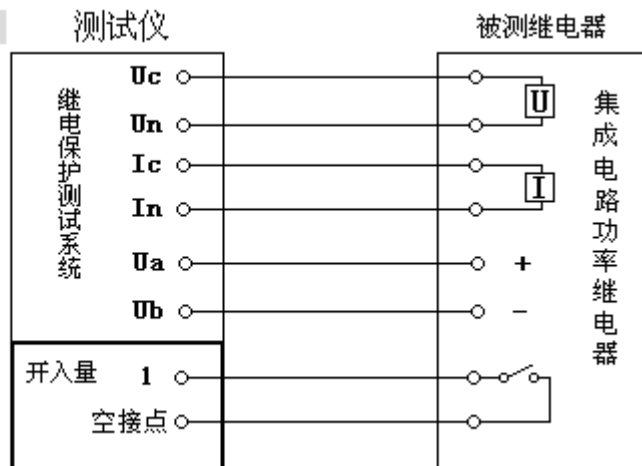 测试仪
被测继电器
继电保护测试系统
Uc
Un
Ic
In
Ua
Ub
U
I
+
−
集成电路功率继电器
开入量 1
空接点